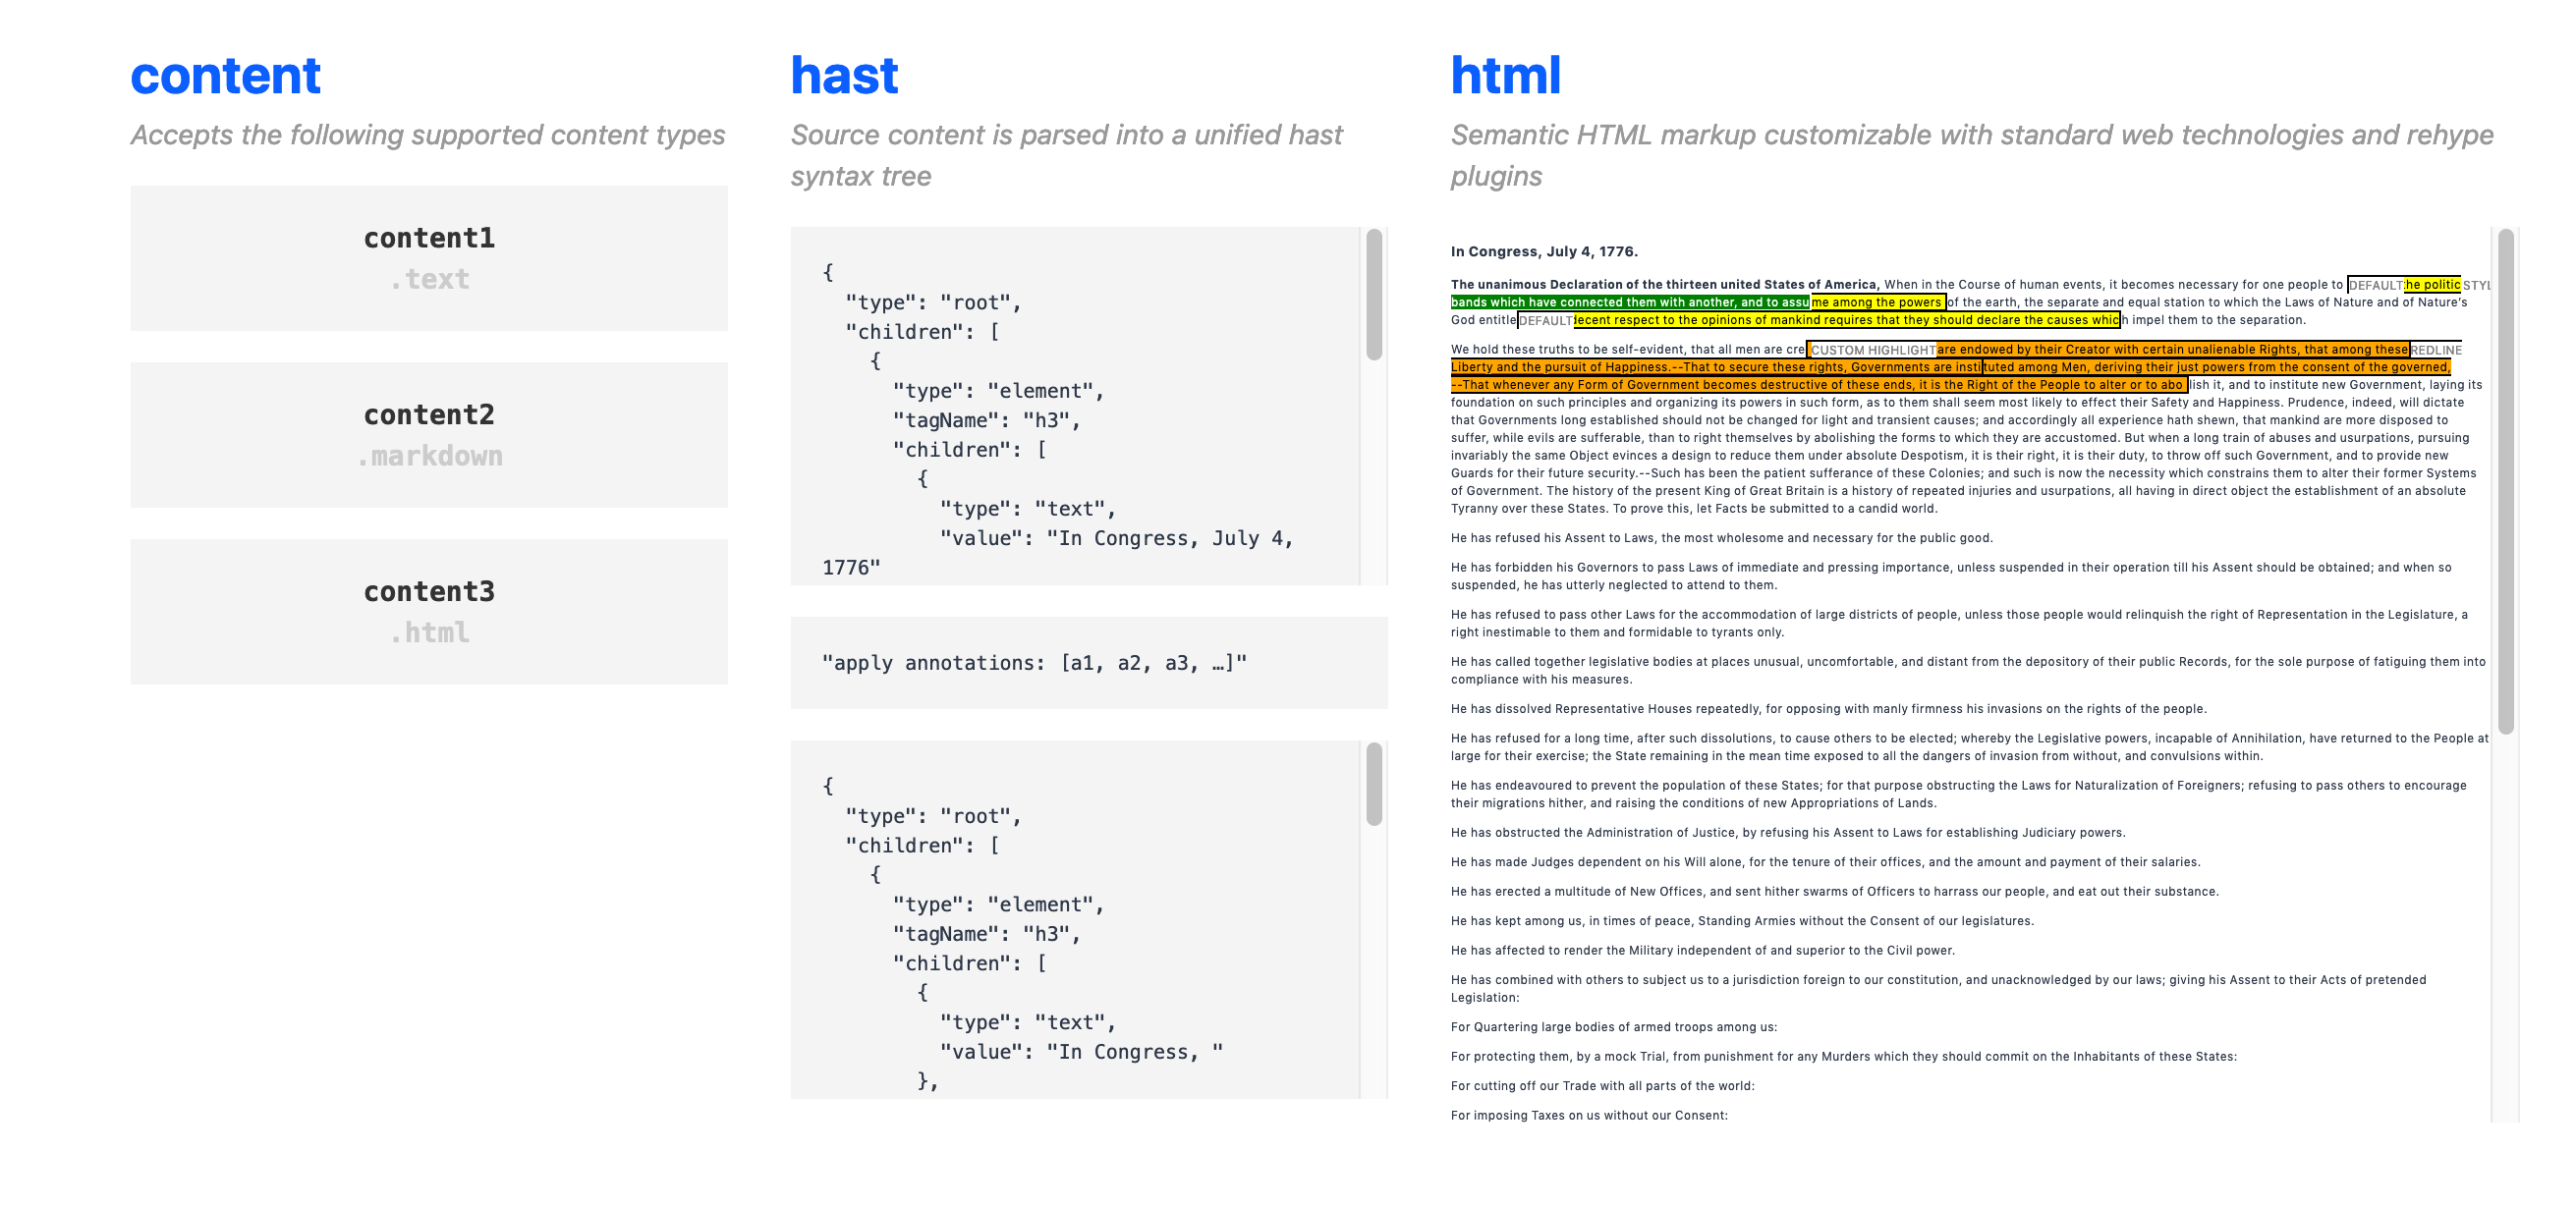 content
Accepts the following supported content types
content1
.text
content2
.markdown
content3
.html
hast
Source content is parsed into a unified hast
syntax tree
{
"type": "root",
"children": [
{
"type": "element",
"tagName": "h3",
"children": [
{
"type": "text",
"value": "In Congress, July 4,
1776"
"apply annotations: [a1, a2, a3, …]"
{
"type": "root",
"children": [
{
"type": "element",
"tagName": "h3",
"children": [
{
"type": "text",
"value": "In Congress, "
},
html
Semantic HTML markup customizable with standard web technologies and rehype
plugins
In Congress, July 4, 1776.
The unanimous Declaration of the thirteen united States of America, When in the Course of human events, it becomes necessary for one people to DEFAULT he politic STYL
bands which have connected them with another, and to assume among the powers of the earth, the separate and equal station to which the Laws of Nature and of Nature's
God entitle DEFAULT decent respect to the opinions of mankind requires that they should declare the causes which impel them to the separation.
We hold these truths to be self-evident, that all men are cre CUSTOM HIGHLIGHT are endowed by their Creator with certain unalienable Rights, that among these REDLINE
Liberty and the pursuit of Happiness.--That to secure these rights, Governments are instituted among Men, deriving their just powers from the consent of the governed,
--That whenever any Form of Government becomes destructive of these ends, it is the Right of the People to alter or to abo lish it, and to institute new Government, laying its
foundation on such principles and organizing its powers in such form, as to them shall seem most likely to effect their Safety and Happiness. Prudence, indeed, will dictate
that Governments long established should not be changed for light and transient causes; and accordingly all experience hath shewn, that mankind are more disposed to
suffer, while evils are sufferable, than to right themselves by abolishing the forms to which they are accustomed. But when a long train of abuses and usurpations, pursuing
invariably the same Object evinces a design to reduce them under absolute Despotism, it is their right, it is their duty, to throw off such Government, and to provide new
Guards for their future security.--Such has been the patient sufferance of these Colonies; and such is now the necessity which constrains them to alter their former Systems
of Government. The history of the present King of Great Britain is a history of repeated injuries and usurpations, all having in direct object the establishment of an absolute
Tyranny over these States. To prove this, let Facts be submitted to a candid world.
He has refused his Assent to Laws, the most wholesome and necessary for the public good.
He has forbidden his Governors to pass Laws of immediate and pressing importance, unless suspended in their operation till his Assent should be obtained; and when so
suspended, he has utterly neglected to attend to them.
He has refused to pass other Laws for the accommodation of large districts of people, unless those people would relinquish the right of Representation in the Legislature, a
right inestimable to them and formidable to tyrants only.
He has called together legislative bodies at places unusual, uncomfortable, and distant from the depository of their public Records, for the sole purpose of fatiguing them into
compliance with his measures.
He has dissolved Representative Houses repeatedly, for opposing with manly firmness his invasions on the rights of the people.
He has refused for a long time, after such dissolutions, to cause others to be elected; whereby the Legislative powers, incapable of Annihilation, have returned to the People at
large for their exercise; the State remaining in the mean time exposed to all the dangers of invasion from without, and convulsions within.
He has endeavoured to prevent the population of these States; for that purpose obstructing the Laws for Naturalization of Foreigners; refusing to pass others to encourage
their migrations hither, and raising the conditions of new Appropriations of Lands.
He has obstructed the Administration of Justice, by refusing his Assent to Laws for establishing Judiciary powers.
He has made Judges dependent on his Will alone, for the tenure of their offices, and the amount and payment of their salaries.
He has erected a multitude of New Offices, and sent hither swarms of Officers to harrass our people, and eat out their substance.
He has kept among us, in times of peace, Standing Armies without the Consent of our legislatures.
He has affected to render the Military independent of and superior to the Civil power.
He has combined with others to subject us to a jurisdiction foreign to our constitution, and unacknowledged by our laws; giving his Assent to their Acts of pretended
Legislation:
For Quartering large bodies of armed troops among us:
For protecting them, by a mock Trial, from punishment for any Murders which they should commit on the Inhabitants of these States:
For cutting off our Trade with all parts of the world:
For imposing Taxes on us without our Consent: